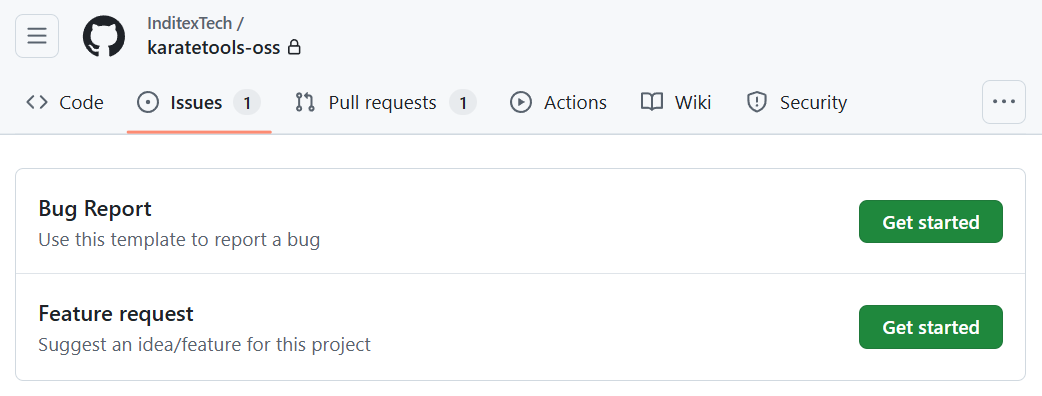 InditexTech /
karatetools-oss
Code Issues 1 Pull requests 1 Actions Wiki Security
Bug Report
Use this template to report a bug
Get started
Feature request
Suggest an idea/feature for this project
Get started